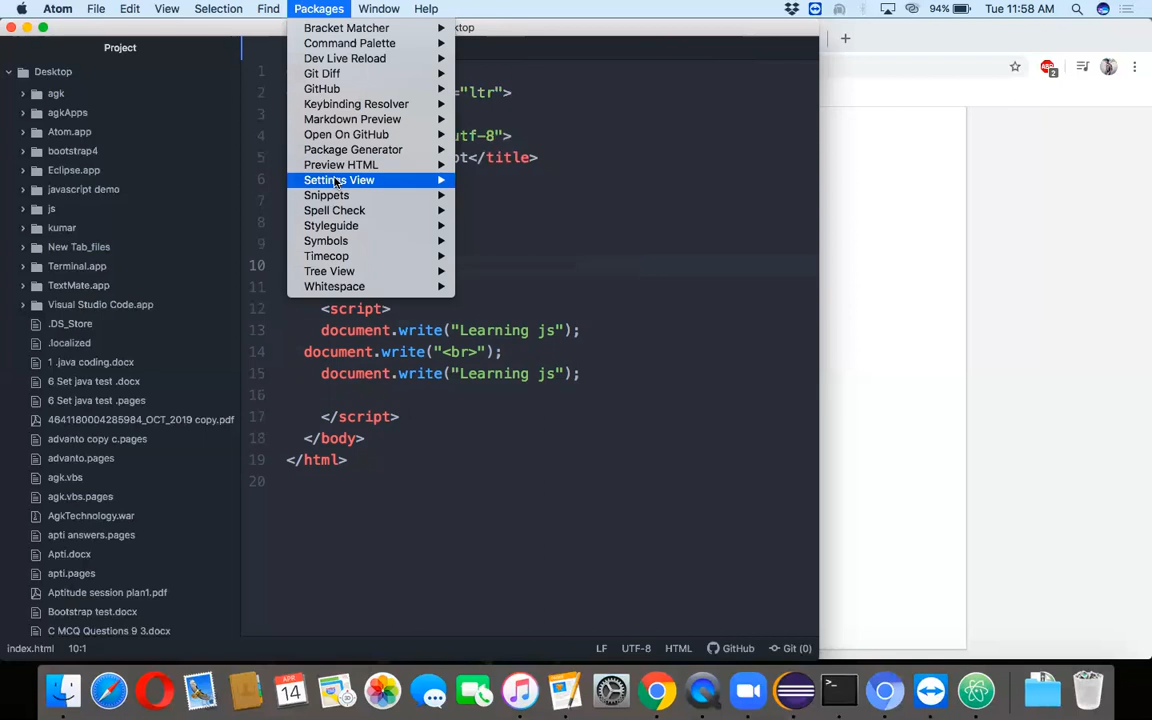 Atom File Edit View Selection Find Packages Window Help 94% Tue 11:58 AM
ktop
Project
Desktop
agk
agkApps
Atom.app
bootstrap4
Eclipse.app
javascript demo
js
kumar
New Tab_files
Terminal.app
TextMate.app
Visual Studio Code.app
.DS_Store
.localized
1 .java coding.docx
6 Set java test .docx
6 Set java test .pages
4641180004285984_OCT_2019 copy.pdf
advanto copy c.pages
advanto.pages
agk.vbs
agk.vbs.pages
AgkTechnology.war
apti answers.pages
Apti.docx
apti.pages
Aptitude session plan1.pdf
Bootstrap test.docx
C MCQ Questions 9 3.docx
Bracket Matcher
Command Palette
Dev Live Reload
Git Diff
GitHub
Keybinding Resolver
Markdown Preview
Open On GitHub
Package Generator
Preview HTML
Settings View
Snippets
Spell Check
Styleguide
Symbols
Timecop
Tree View
Whitespace
1
2 ="ltr">
3
4 utf-8">
5 pt</title>
6
7
8
9
10
11
12 <script>
13 document.write("Learning js");
14 document.write("<br>");
15 document.write("Learning js");
16
17 </script>
18 </body>
19 </html>
20
index.html 10:1 LF UTF-8 HTML GitHub Git (0)
ABP
2
APR
14
>_